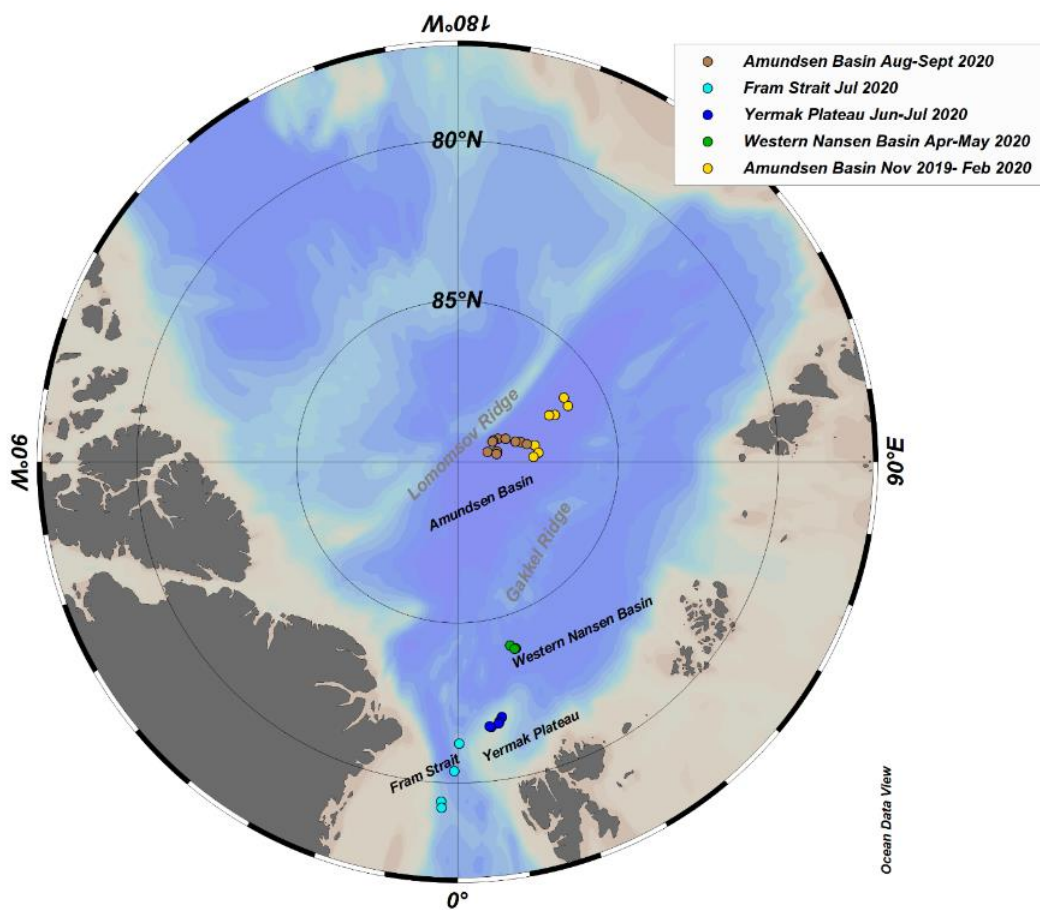 180°W
Amundsen Basin Aug-Sept 2020
Fram Strait Jul 2020
Yermak Plateau Jun-Jul 2020
Western Nansen Basin Apr-May 2020
Amundsen Basin Nov 2019- Feb 2020
80°N
85°N
Lomomsov Ridge
90°W
90°E
Amundsen Basin
Gakkel Ridge
Western Nansen Basin
Yermak Plateau
Fram Strait
Ocean Data View
0°